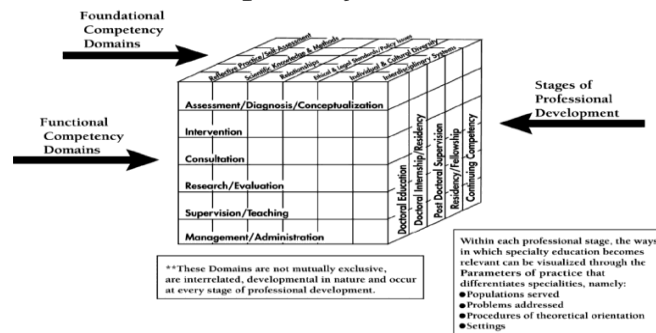 Foundational
Competency
Domains
Reflective Practice/Self-Assessment
Scientific Knowledge & Methods
Relationships
Ethical & Legal Standards/Policy Issues
Individual & Cultural Diversity
Interdisciplinary Systems
Functional
Competency
Domains
Assessment/Diagnosis/Conceptualization
Intervention
Consultation
Research/Evaluation
Supervision/Teaching
Management/Administration
Doctoral Education
Doctoral Internship/Residency
Post Doctoral Supervision
Residency/Fellowship
Continuing Competency
Stages of
Professional
Development
**These Domains are not mutually exclusive,
are interrelated, developmental in nature and occur
at every stage of professional development.
Within each professional stage, the ways
in which specialty education becomes
relevant can be visualized through the
Parameters of practice that
differentiates specialities, namely:
●Populations served
●Problems addressed
●Procedures of theoretical orientation
●Settings